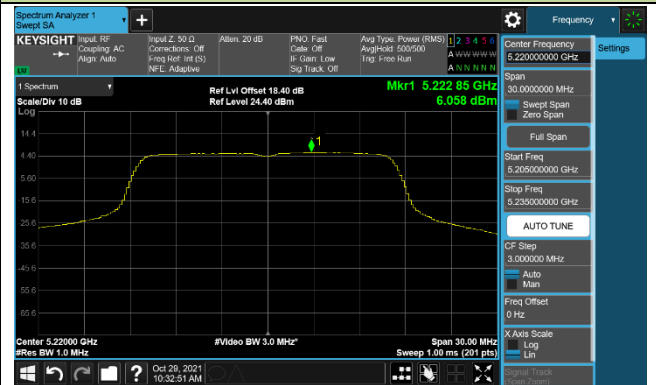 Spectrum Analyzer 1
Swept SA
+
Frequency
KEYSIGHT
Input: RF
Coupling: AC
Align: Auto
Input Z: 50 Ω
Corrections: Off
Freq Ref: Int (S)
NFE: Adaptive
Atten: 20 dB
PNO: Fast
Gate: Off
IF Gain: Low
Sig Track: Off
Avg Type: Power (RMS)
Avg|Hold: 500/500
Trig: Free Run
1 2 3 4 5 6
A W W W W W
A N N N N N
LXI
1 Spectrum
Scale/Div 10 dB
Log
Ref Lvl Offset 18.40 dB
Ref Level 24.40 dBm
Mkr1 5.222 85 GHz
6.058 dBm
14.4
4.40
-5.60
-15.6
-25.6
-35.6
-45.6
-55.6
-65.6
1
Center 5.22000 GHz
#Res BW 1.0 MHz
#Video BW 3.0 MHz*
Span 30.00 MHz
Sweep 1.00 ms (201 pts)
Center Frequency
5.220000000 GHz
Settings
Span
30.0000000 MHz
Swept Span
Zero Span
Full Span
Start Freq
5.205000000 GHz
Stop Freq
5.235000000 GHz
AUTO TUNE
CF Step
3.000000 MHz
Auto
Man
Freq Offset
0 Hz
X Axis Scale
Log
Lin
Signal Track
(Span Zoom)
?
Oct 29, 2021
10:32:51 AM